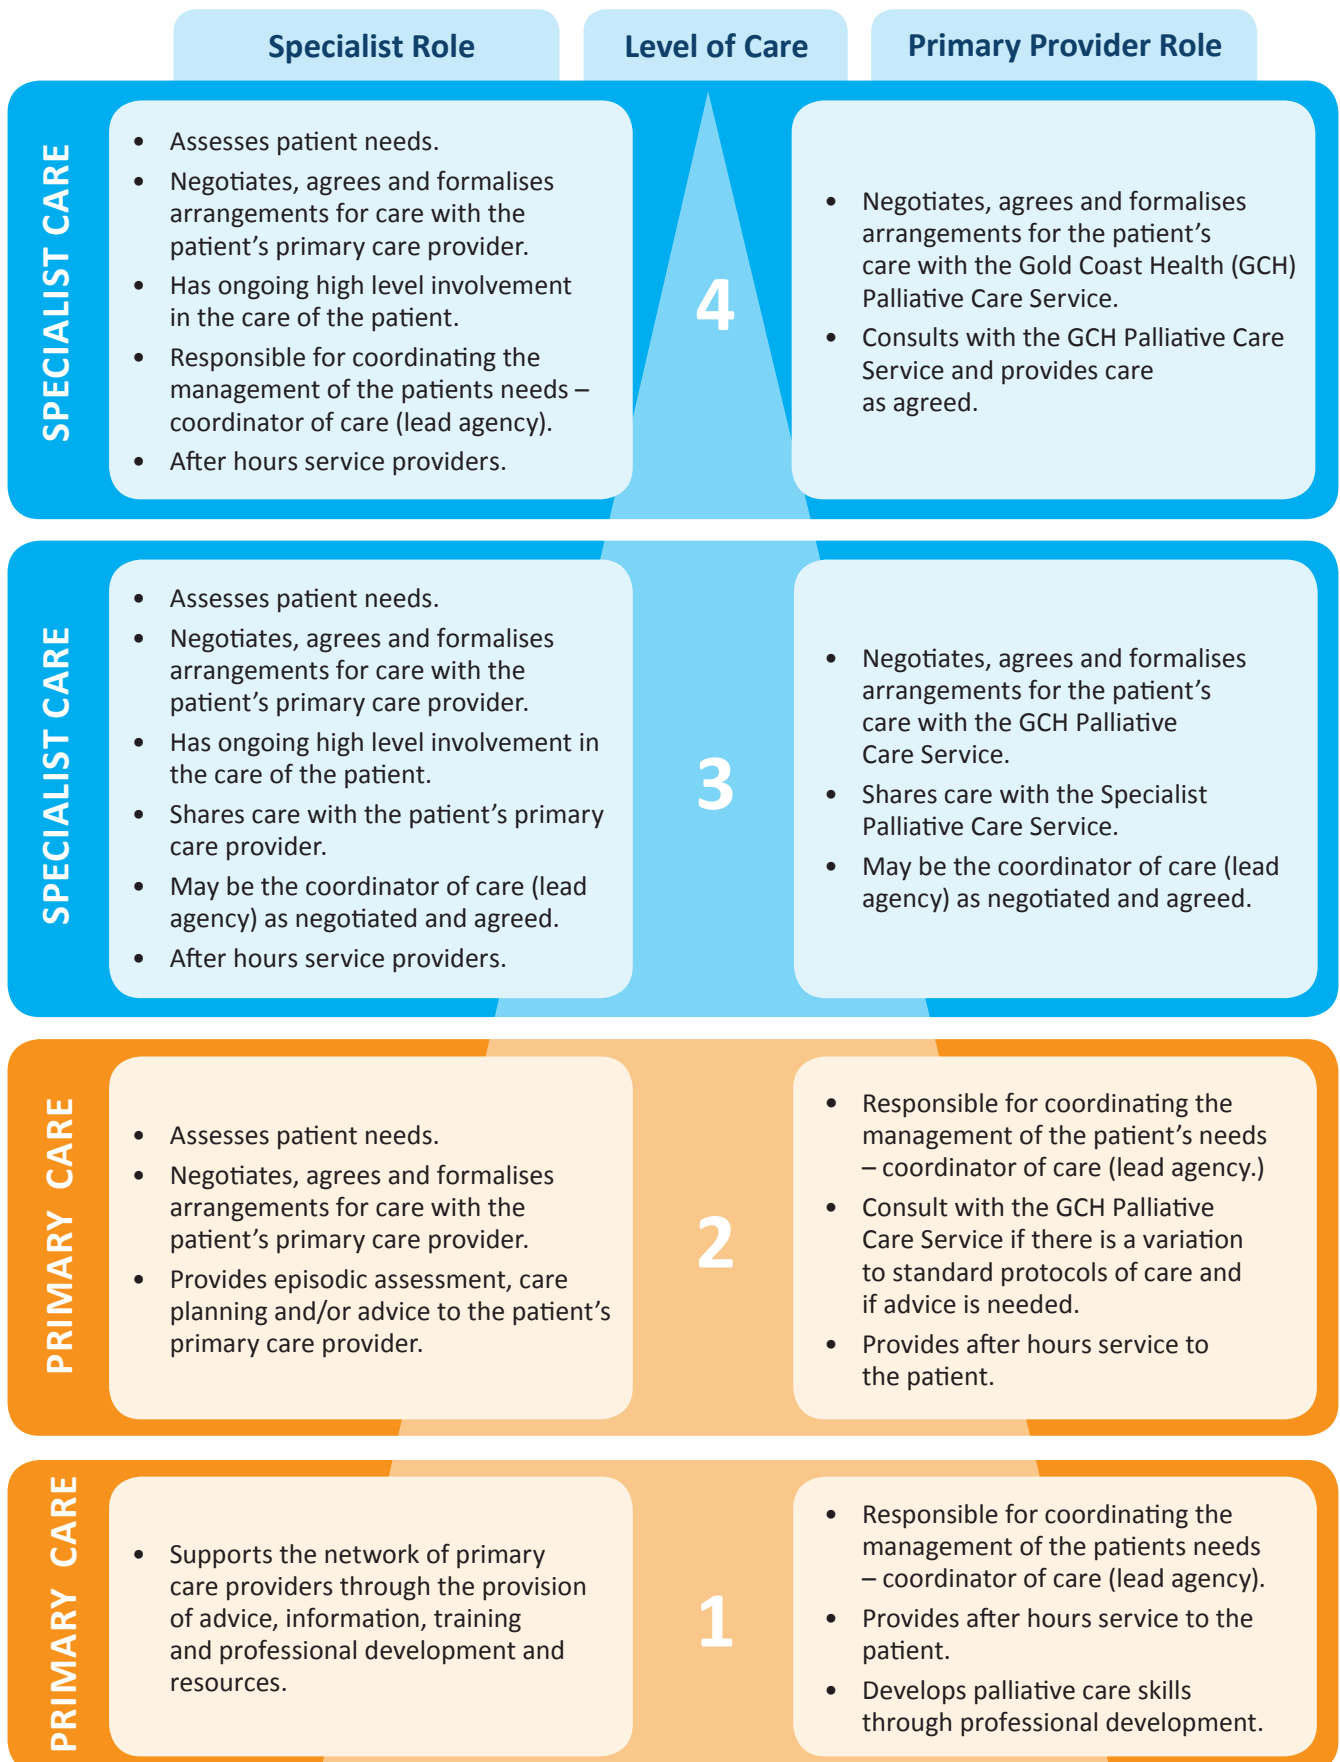 Specialist Role
Level of Care
Primary Provider Role
SPECIALIST CARE
• Assesses patient needs.
• Negotiates, agrees and formalises
arrangements for care with the
patient's primary care provider.
• Has ongoing high level involvement
in the care of the patient.
• Responsible for coordinating the
management of the patients needs –
coordinator of care (lead agency).
• After hours service providers.
4
• Negotiates, agrees and formalises
arrangements for the patient's
care with the Gold Coast Health (GCH)
Palliative Care Service.
• Consults with the GCH Palliative Care
Service and provides care
as agreed.
SPECIALIST CARE
• Assesses patient needs.
• Negotiates, agrees and formalises
arrangements for care with the
patient's primary care provider.
• Has ongoing high level involvement in
the care of the patient.
• Shares care with the patient's primary
care provider.
• May be the coordinator of care (lead
agency) as negotiated and agreed.
• After hours service providers.
3
• Negotiates, agrees and formalises
arrangements for the patient's
care with the GCH Palliative
Care Service.
• Shares care with the Specialist
Palliative Care Service.
• May be the coordinator of care (lead
agency) as negotiated and agreed.
PRIMARY CARE
• Assesses patient needs.
• Negotiates, agrees and formalises
arrangements for care with the
patient's primary care provider.
• Provides episodic assessment, care
planning and/or advice to the patient's
primary care provider.
2
• Responsible for coordinating the
management of the patient's needs
– coordinator of care (lead agency.)
• Consult with the GCH Palliative
Care Service if there is a variation
to standard protocols of care and
if advice is needed.
• Provides after hours service to
the patient.
PRIMARY CARE
• Supports the network of primary
care providers through the provision
of advice, information, training
and professional development and
resources.
1
• Responsible for coordinating the
management of the patients needs
– coordinator of care (lead agency).
• Provides after hours service to the
patient.
• Develops palliative care skills
through professional development.